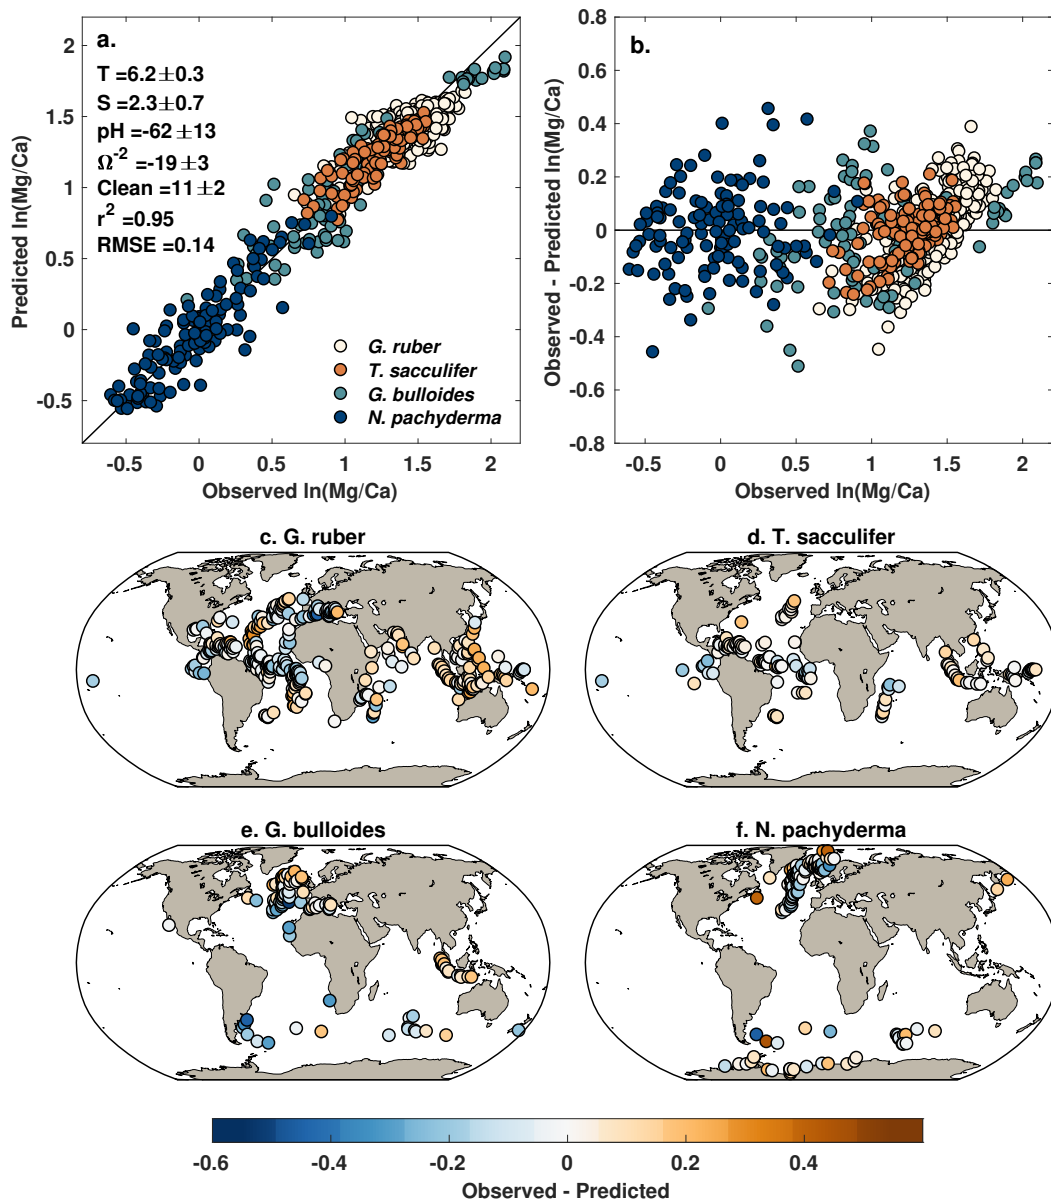 a.
T =6.2±0.3
S =2.3±0.7
pH =-62±13
Ω-2 =-19±3
Clean =11±2
r2 =0.95
RMSE =0.14
G. ruber
T. sacculifer
G. bulloides
N. pachyderma
2
1.5
1
0.5
0
-0.5
Predicted ln(Mg/Ca)
-0.5 0 0.5 1 1.5 2
Observed ln(Mg/Ca)
b.
0.8
0.6
0.4
0.2
0
-0.2
-0.4
-0.6
-0.8
Observed - Predicted ln(Mg/Ca)
-0.5 0 0.5 1 1.5 2
Observed ln(Mg/Ca)
c. G. ruber
d. T. sacculifer
e. G. bulloides
f. N. pachyderma
-0.6 -0.4 -0.2 0 0.2 0.4
Observed - Predicted